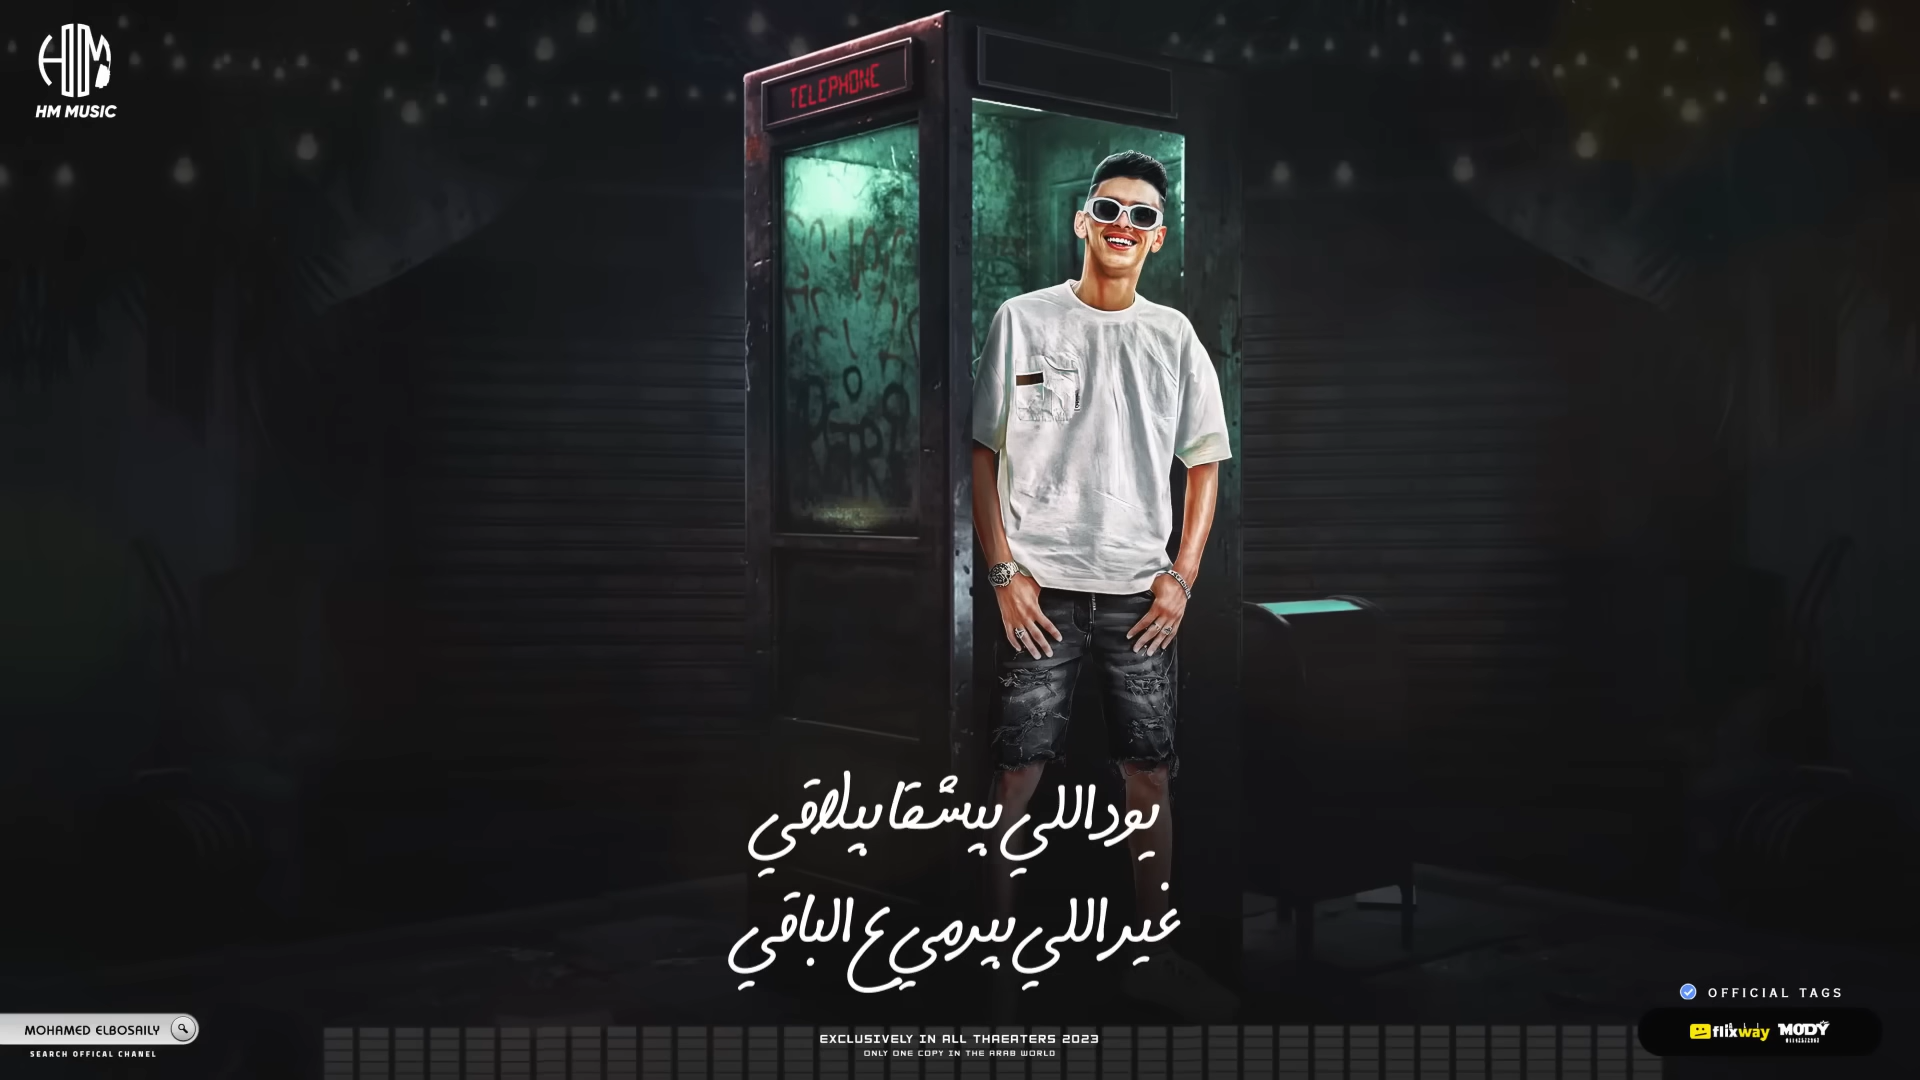 HM MUSIC
TELEPHONE
يود اللي بيشقا بيلاقي
غير اللي بيرمي ع الباقي
MOHAMED ELBOSAILY
SEARCH OFFICAL CHANEL
EXCLUSIVELY IN ALL THAEATERS 2023
ONLY ONE COPY IN THE ARAB WORLD
OFFICIAL TAGS
flixway MODY